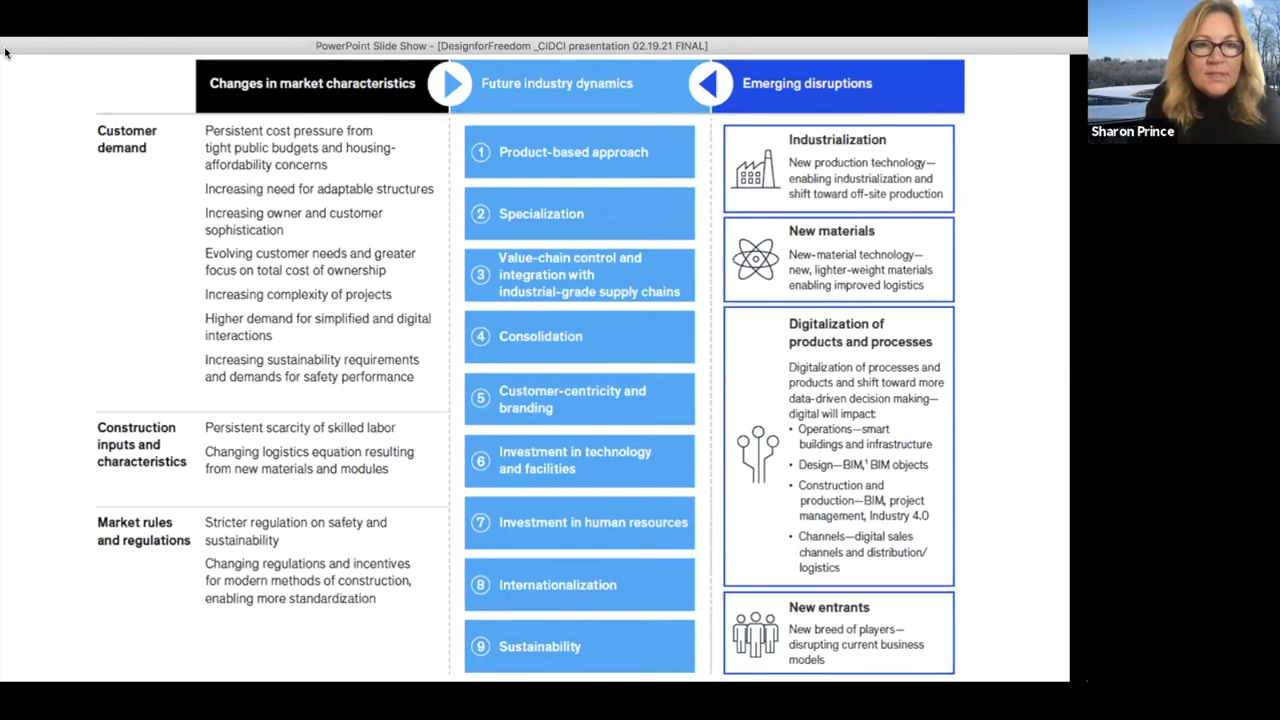 PowerPoint Slide Show - [DesignforFreedom _CIDCI presentation 02.19.21 FINAL]
Sharon Prince
Changes in market characteristics
Future industry dynamics
Emerging disruptions
Customer
demand
Persistent cost pressure from
tight public budgets and housing-
affordability concerns
Increasing need for adaptable structures
Increasing owner and customer
sophistication
Evolving customer needs and greater
focus on total cost of ownership
Increasing complexity of projects
Higher demand for simplified and digital
interactions
Increasing sustainability requirements
and demands for safety performance
Construction
inputs and
characteristics
Persistent scarcity of skilled labor
Changing logistics equation resulting
from new materials and modules
Market rules
and regulations
Stricter regulation on safety and
sustainability
Changing regulations and incentives
for modern methods of construction,
enabling more standardization
1 Product-based approach
2 Specialization
3 Value-chain control and
integration with
industrial-grade supply chains
4 Consolidation
5 Customer-centricity and
branding
6 Investment in technology
and facilities
7 Investment in human resources
8 Internationalization
9 Sustainability
Industrialization
New production technology—
enabling industrialization and
shift toward off-site production
New materials
New-material technology—
new, lighter-weight materials
enabling improved logistics
Digitalization of
products and processes
Digitalization of processes and
products and shift toward more
data-driven decision making—
digital will impact:
• Operations—smart
buildings and infrastructure
• Design—BIM,¹ BIM objects
• Construction and
production—BIM, project
management, Industry 4.0
• Channels—digital sales
channels and distribution/
logistics
New entrants
New breed of players—
disrupting current business
models